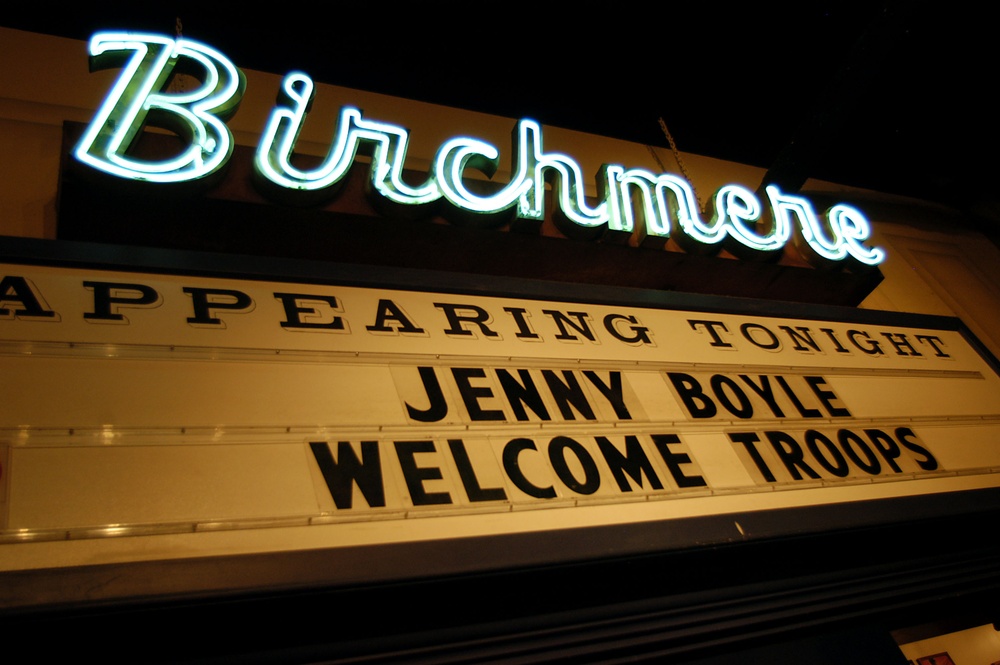 Birchmere
APPEARING TONIGHT
JENNY BOYLE
WELCOME TROOPS